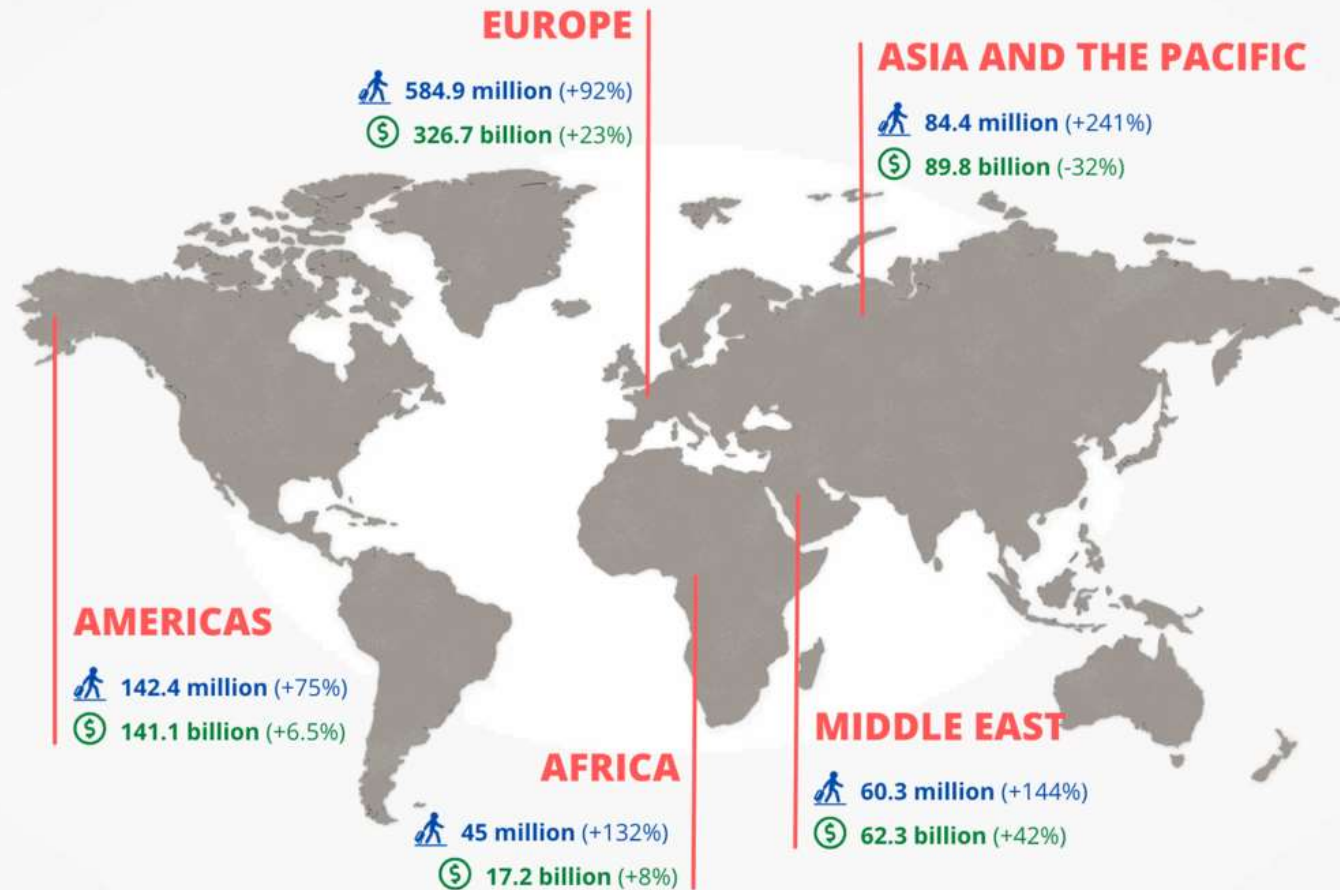 EUROPE
584.9 million (+92%)
$ 326.7 billion (+23%)
ASIA AND THE PACIFIC
84.4 million (+241%)
$ 89.8 billion (-32%)
AMERICAS
142.4 million (+75%)
$ 141.1 billion (+6.5%)
AFRICA
45 million (+132%)
$ 17.2 billion (+8%)
MIDDLE EAST
60.3 million (+144%)
$ 62.3 billion (+42%)